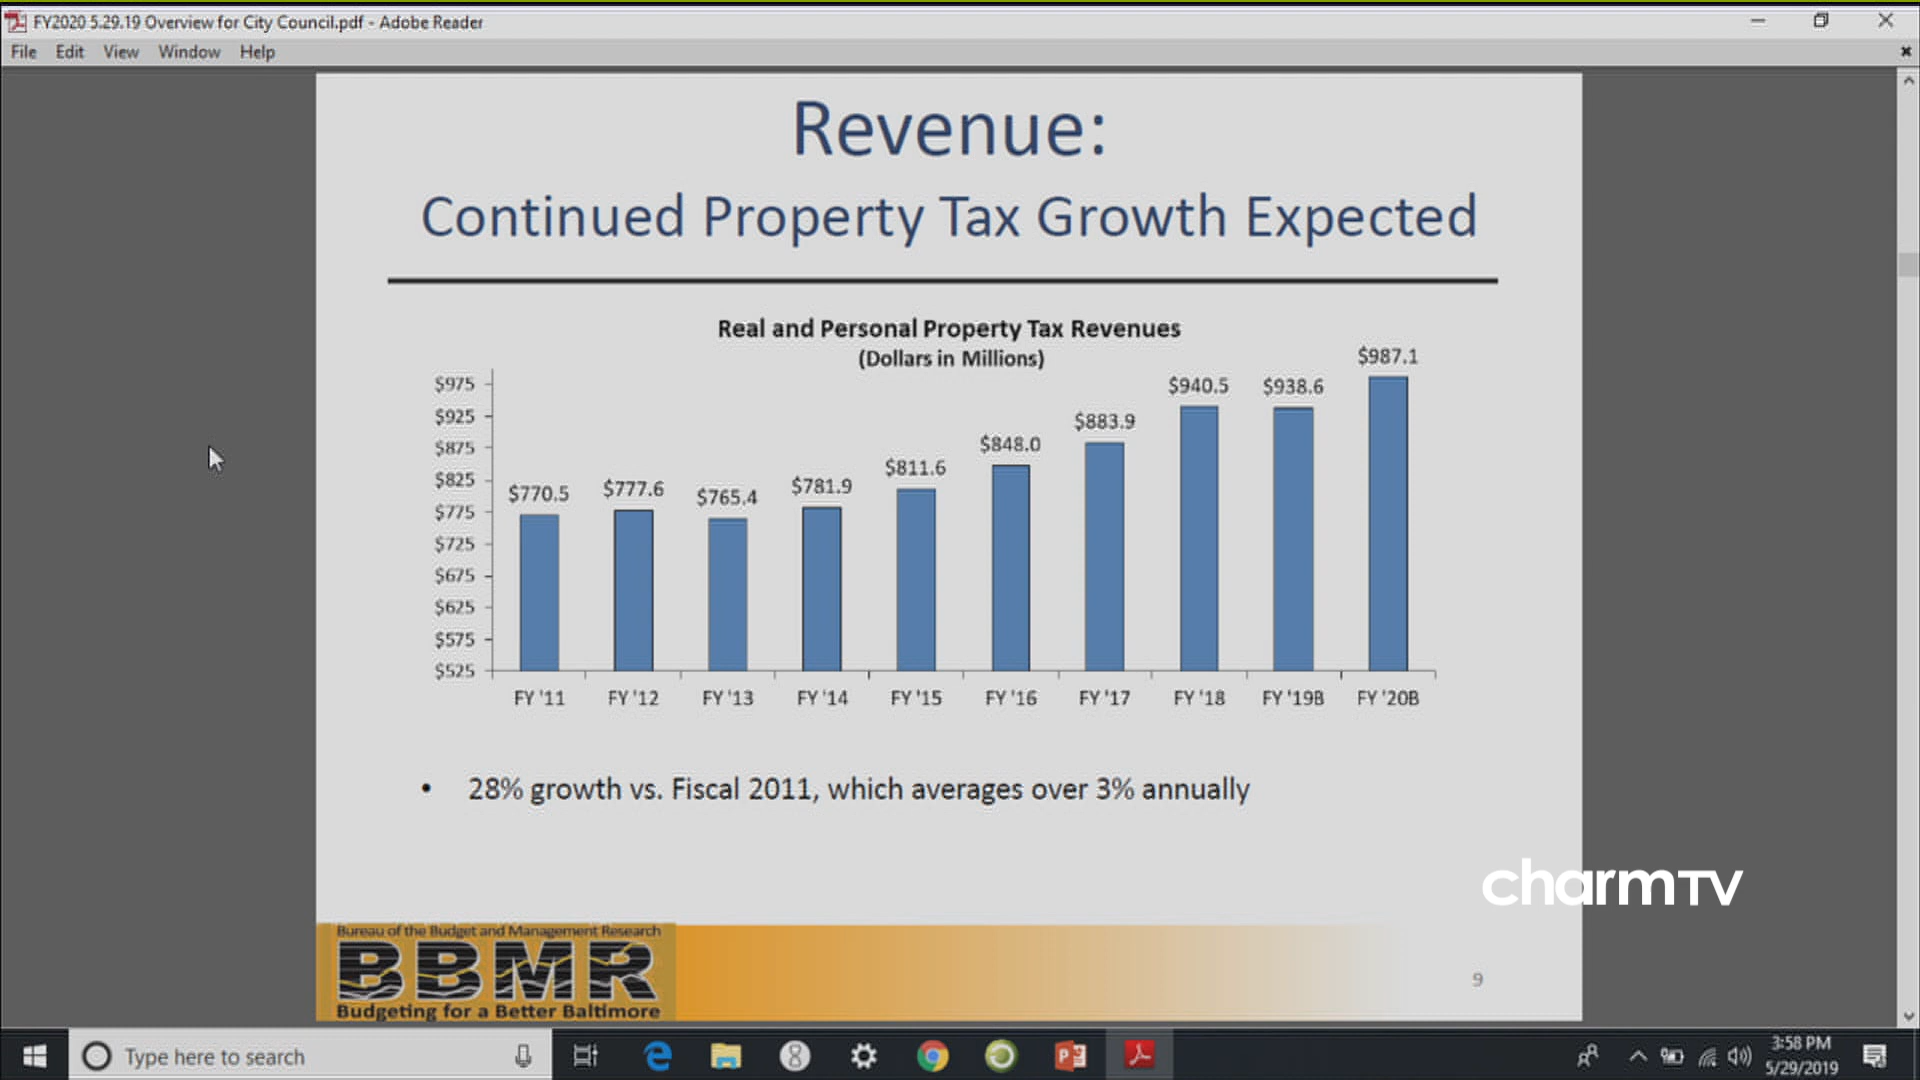 FY2020 5.29.19 Overview for City Council.pdf - Adobe Reader
File Edit View Window Help
Revenue:
Continued Property Tax Growth Expected
Real and Personal Property Tax Revenues
(Dollars in Millions)
$975
$925
$875
$825
$775
$725
$675
$625
$575
$525
$770.5
$777.6
$765.4
$781.9
$811.6
$848.0
$883.9
$940.5
$938.6
$987.1
FY '11 FY '12 FY '13 FY '14 FY '15 FY '16 FY '17 FY '18 FY '19B FY '20B
• 28% growth vs. Fiscal 2011, which averages over 3% annually
charmTV
Bureau of the Budget and Management Research
BBMR
Budgeting for a Better Baltimore
9
Type here to search
3:58 PM
5/29/2019